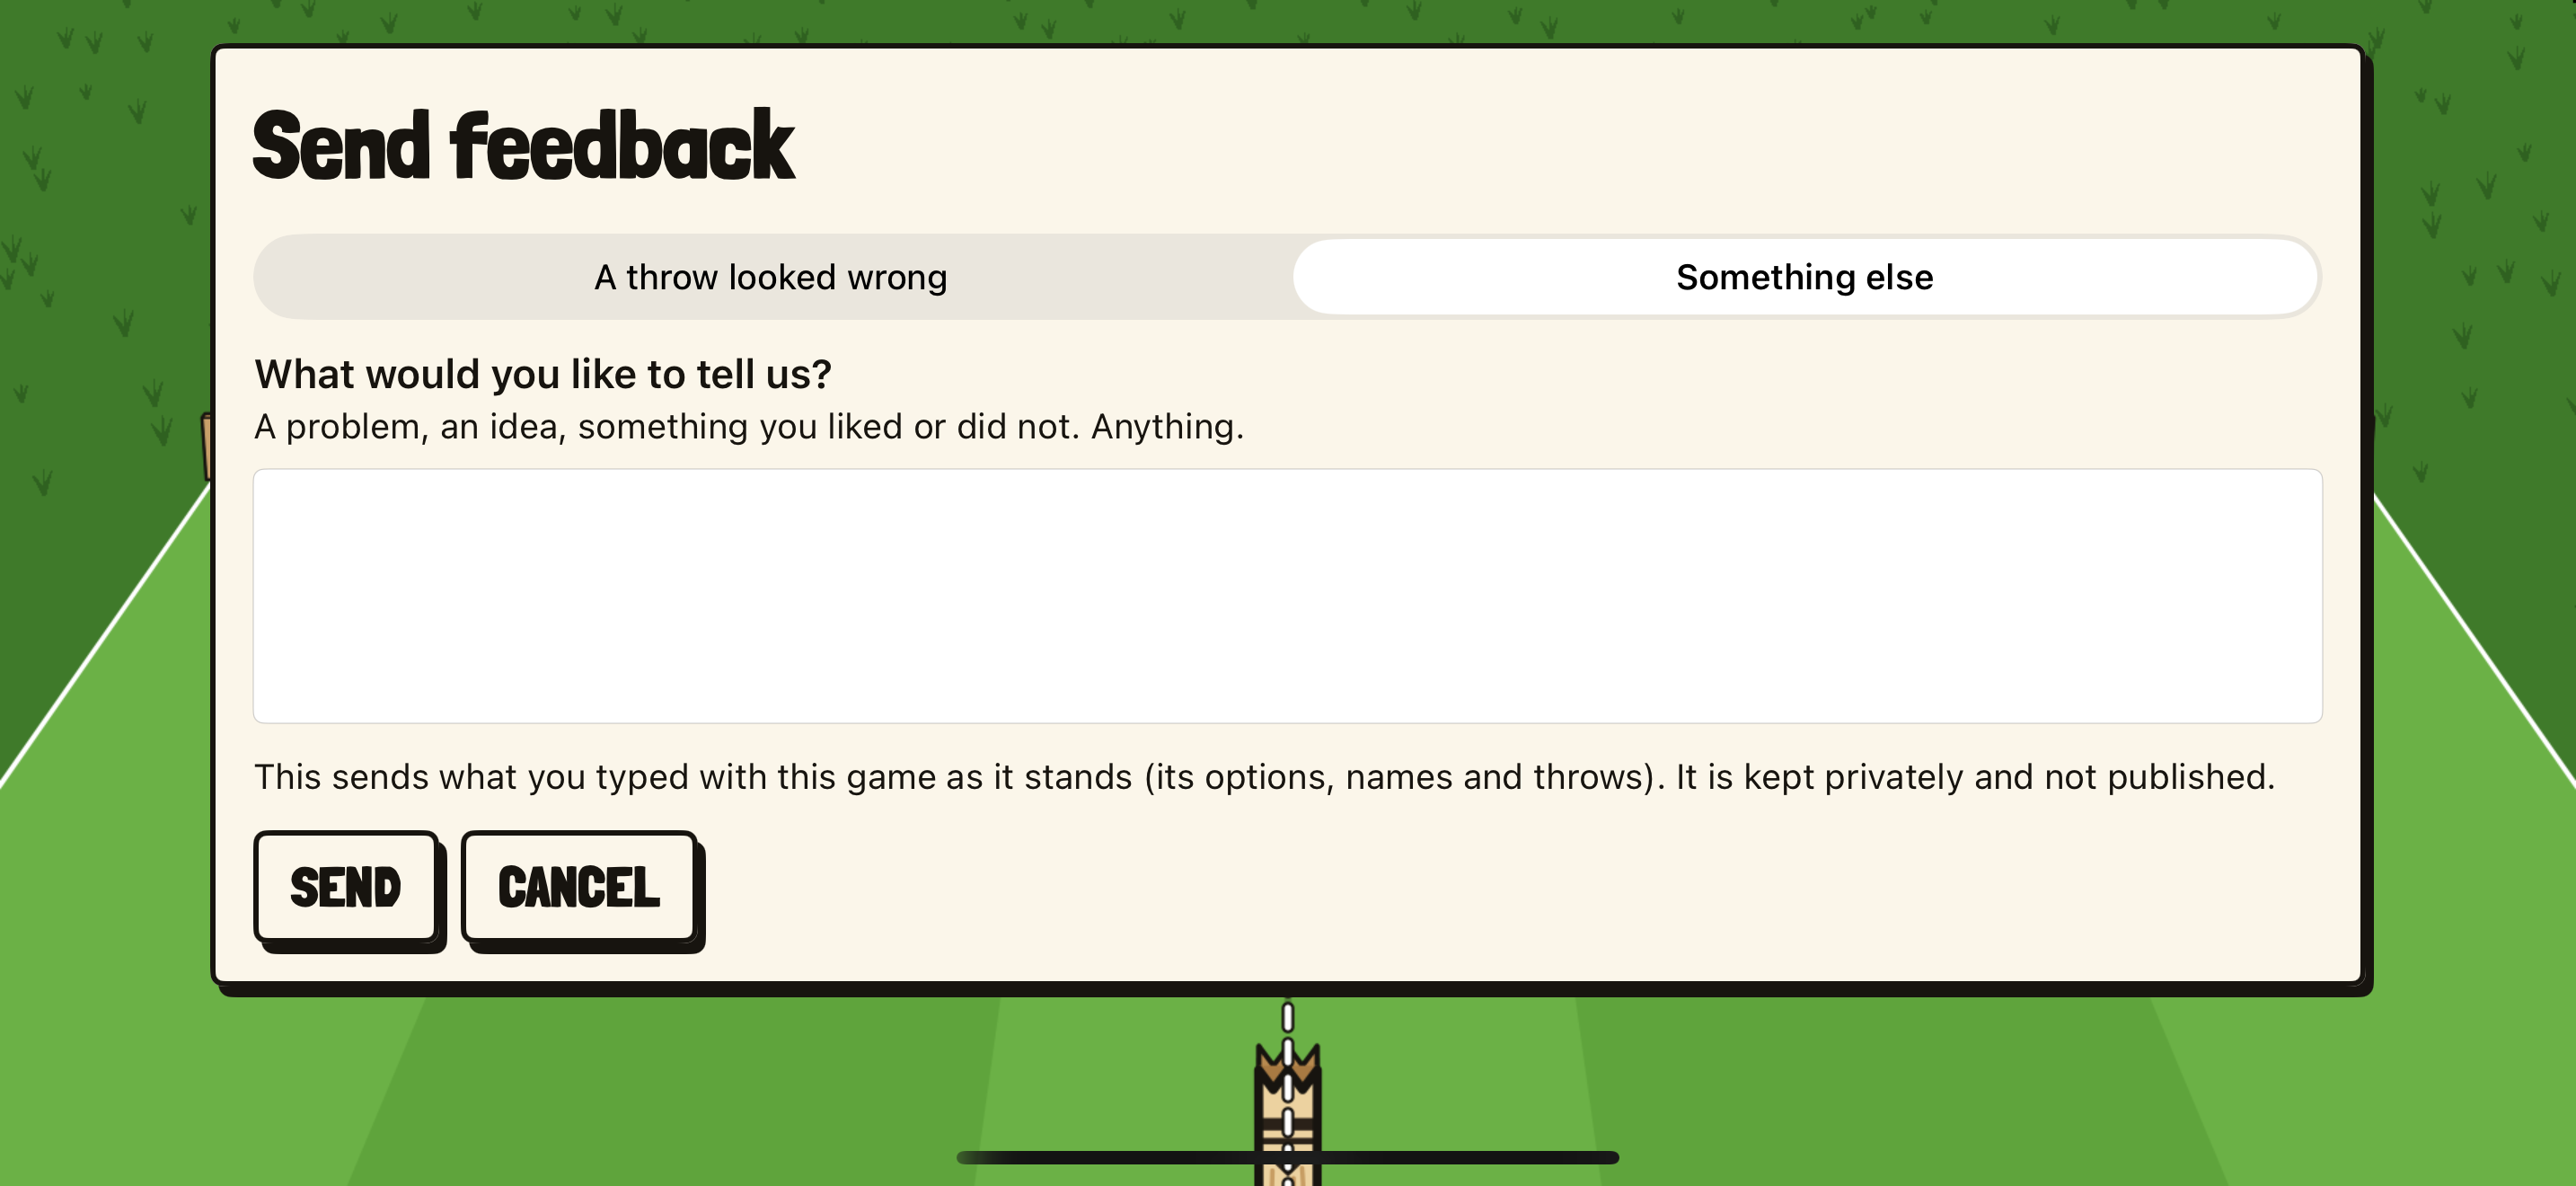 Send feedback
A throw looked wrong
Something else
What would you like to tell us?
A problem, an idea, something you liked or did not. Anything.
This sends what you typed with this game as it stands (its options, names and throws). It is kept privately and not published.
SEND
CANCEL